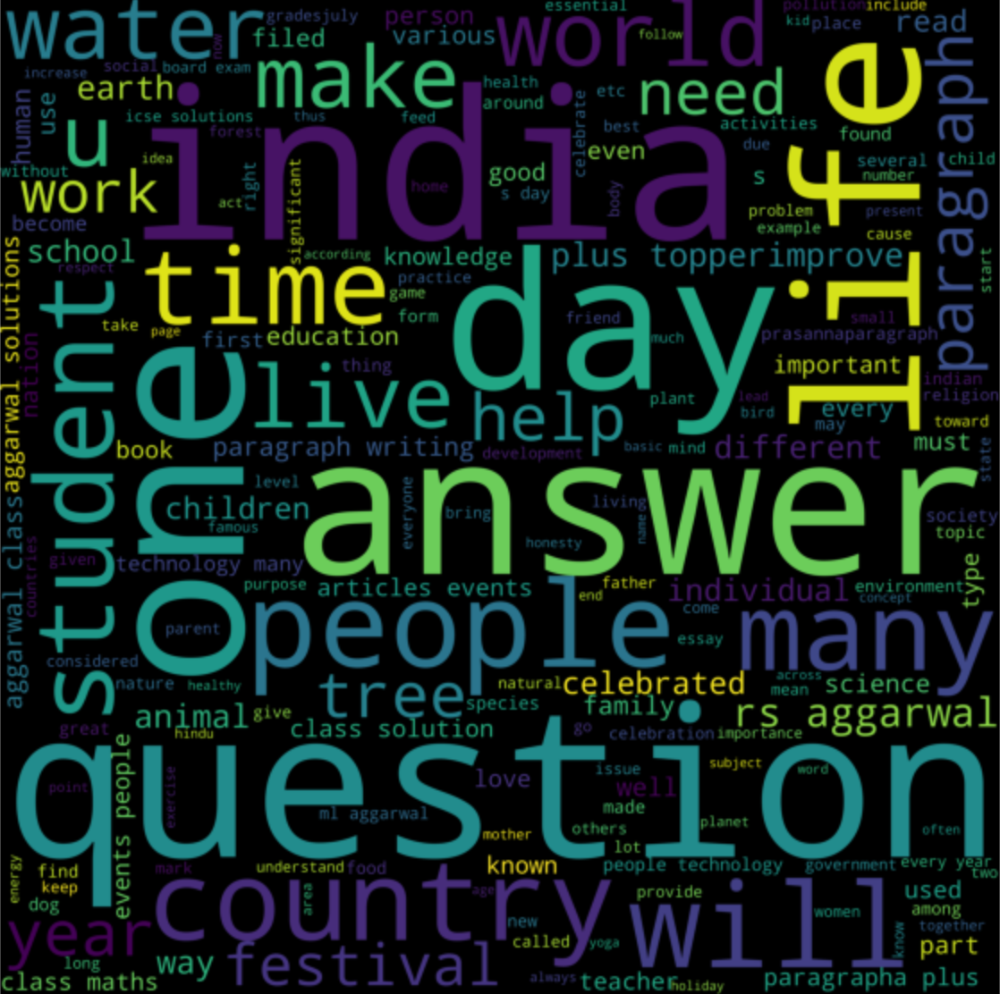 water
gradesjuly
person
essential
pollution
include
filed
various
world
follow
kid
place
read
now
increase
social
board exam
make
health
etc
need
life
paragraph
earth
around
celebrate
activities
human
use
u
icse solutions
thus
feed
best
due
found
india
forest
without
idea
right
significant
even
several
child
work
home
good
s
number
act
s day
body
problem
present
become
example
cause
school
according
knowledge
plus topper
improve
start
respect
time
practice
day
game
take
page
form
friend
small
first
education
much
prasanna
paragraph
aggarwal class
aggarwal solutions
nation
student
one
thing
important
indian
live
plant
lead
religion
help
bird
every
may
toward
book
paragraph writing
development
basic
mind
different
must
state
level
answer
children
everyone
bring
living
name
society
famous
honesty
topic
countries
given
technology many
purpose
articles events
end
father
individual
environment
type
people
come
concept
parent
many
essay
considered
nature
healthy
tree
natural
celebrated
across
mean
science
species
family
animal
give
rs aggarwal
great
hindu
class solution
go
celebration
importance
question
events people
point
exercise
love
issue
subject
word
well
ml aggarwal
made
planet
mother
others
often
lot
energy
find
mark
understand
food
known
people technology
government
every year
two
keep
country
age
provide
will
used
dog
area
among
year
new
women
together
called
yoga
know
part
long
way
festival
class maths
always
teacher
holiday
paragrapha plus